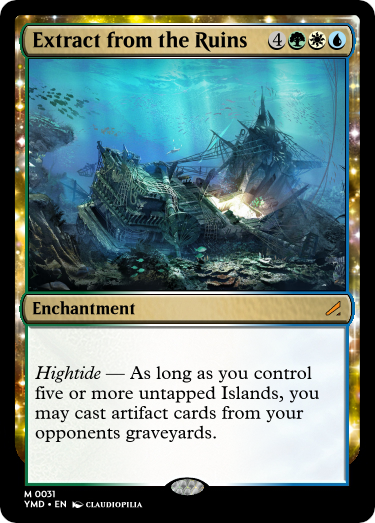 Extract from the Ruins 4
Enchantment
Hightide — As long as you control
five or more untapped Islands, you
may cast artifact cards from your
opponents graveyards.
M 0031
YMD • EN CLAUDIOPILIA